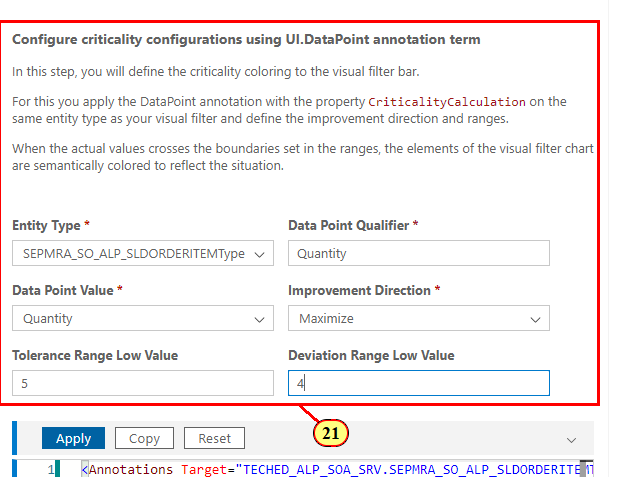 Configure criticality configurations using UI.DataPoint annotation term
In this step, you will define the criticality coloring to the visual filter bar.
For this you apply the DataPoint annotation with the property CriticalityCalculation on the
same entity type as your visual filter and define the improvement direction and ranges.
When the actual values crosses the boundaries set in the ranges, the elements of the visual filter chart
are semantically colored to reflect the situation.
Entity Type * Data Point Qualifier *
SEPMRA_SO_ALP_SLDORDERITEMType Quantity
Data Point Value * Improvement Direction *
Quantity Maximize
Tolerance Range Low Value Deviation Range Low Value
5 4
21
Apply Copy Reset
1 <Annotations Target="TECHED_ALP_SOA_SRV.SEPMRA_SO_ALP_SLDORDERITEMT